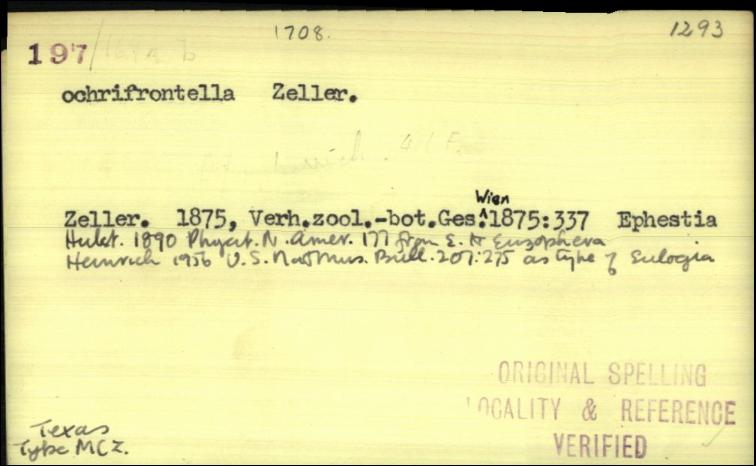 1708.
1293
197
ochrifrontella Zeller.
Zeller. 1875, Verh.zool.-bot.Ges. Wien 1875:337 Ephestia
Hulst. 1890 Phycit. N. Amer. 177 from E. to Euzophera
Heinrich 1956 U.S. Nat Mus. Bull. 207:275 as type of Eulogia
ORIGINAL SPELLING
LOCALITY & REFERENCE
VERIFIED
Texas
Type MCZ.